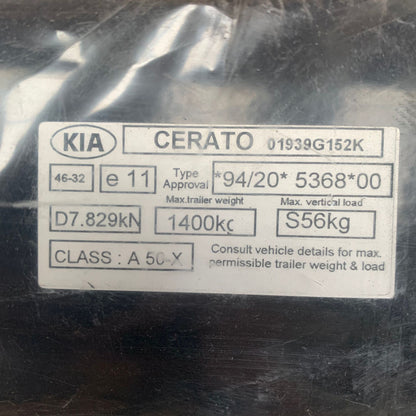 KIA CERATO 01939G152K
46-32 e 11 Type Approval *94/20* 5368*00
Max.trailer weight Max. vertical load
D7.829kN 1400kg S56kg
CLASS : A 50-X Consult vehicle details for max. permissible trailer weight & load